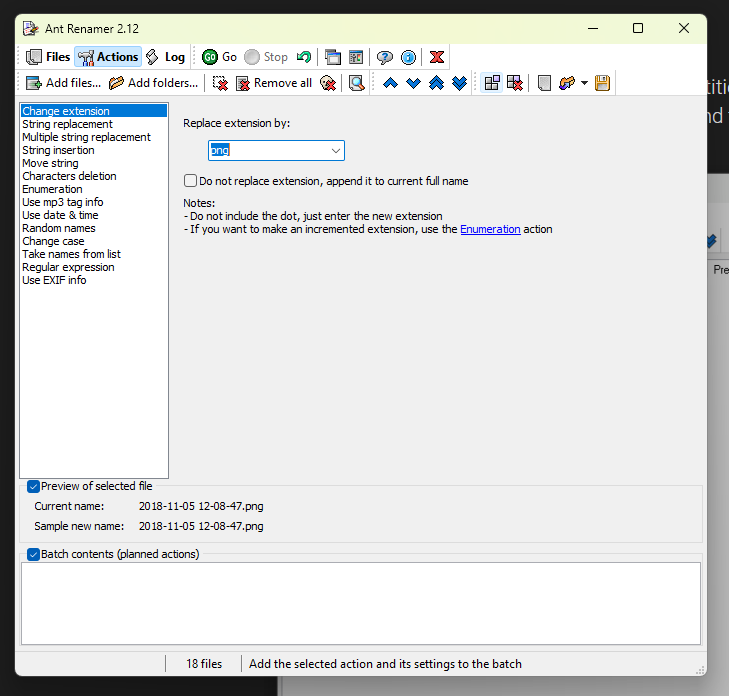 Ant Renamer 2.12
Files Actions Log Go Stop
Add files... Add folders... Remove all
Change extension
String replacement
Multiple string replacement
String insertion
Move string
Characters deletion
Enumeration
Use mp3 tag info
Use date & time
Random names
Change case
Take names from list
Regular expression
Use EXIF info
Replace extension by:
png
Do not replace extension, append it to current full name
Notes:
- Do not include the dot, just enter the new extension
- If you want to make an incremented extension, use the Enumeration action
Preview of selected file
Current name: 2018-11-05 12-08-47.png
Sample new name: 2018-11-05 12-08-47.png
Batch contents (planned actions)
18 files Add the selected action and its settings to the batch